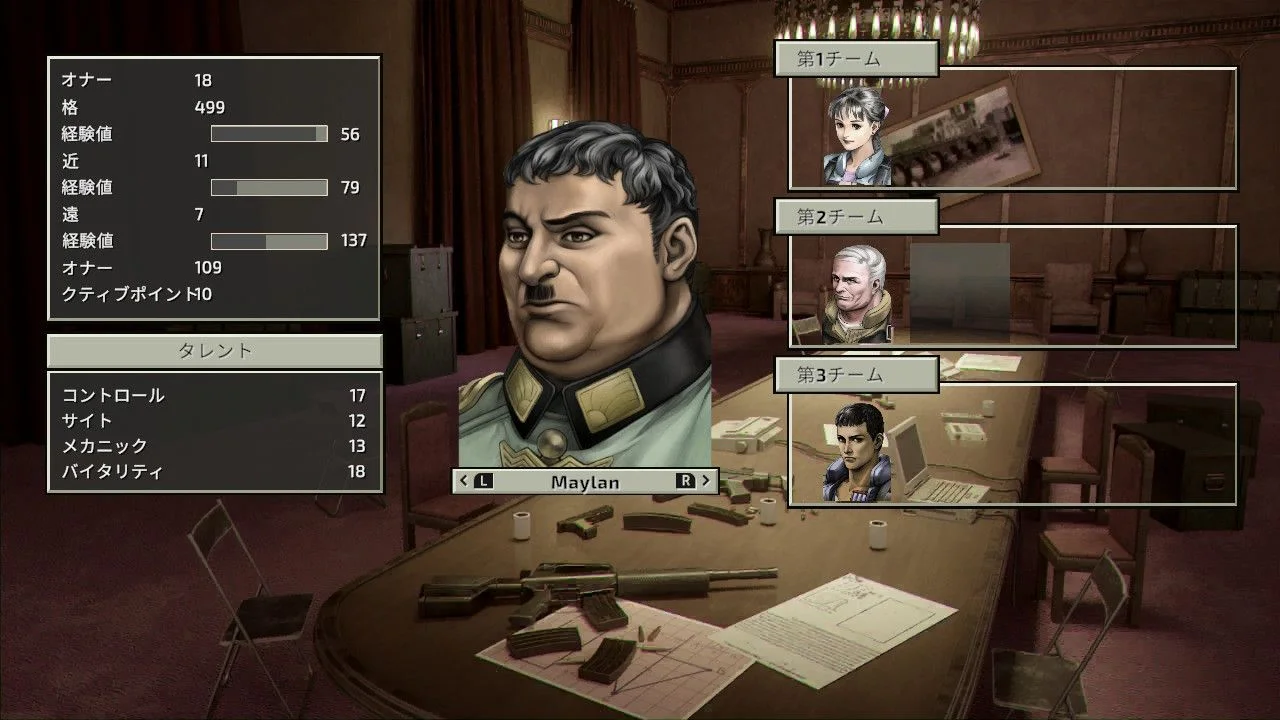 オナー 18
格 499
経験値 56
近 11
経験値 79
遠 7
経験値 137
オナー 109
クティブポイント10
タレント
コントロール 17
サイト 12
メカニック 13
バイタリティ 18
< L Maylan R >
第1チーム
第2チーム
第3チーム